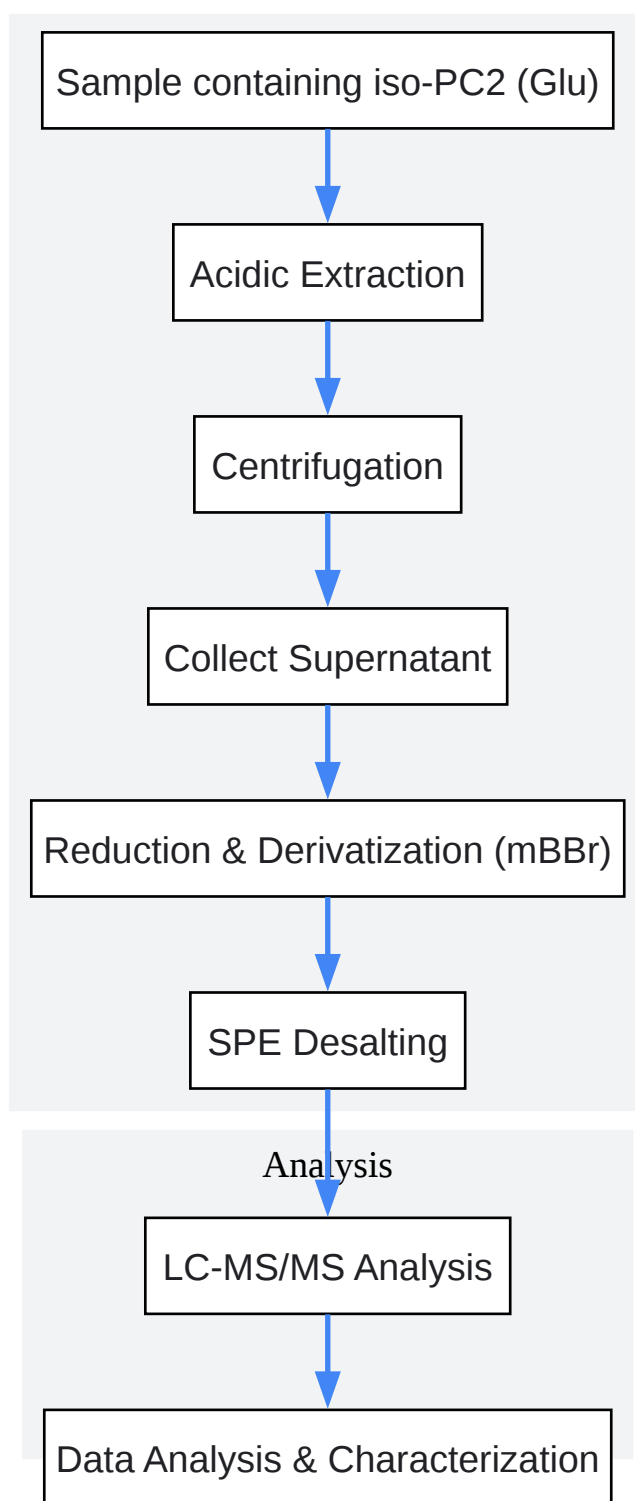 Sample containing iso-PC2 (Glu)
Acidic Extraction
Centrifugation
Collect Supernatant
Reduction & Derivatization (mBBr)
SPE Desalting
Analysis
LC-MS/MS Analysis
Data Analysis & Characterization